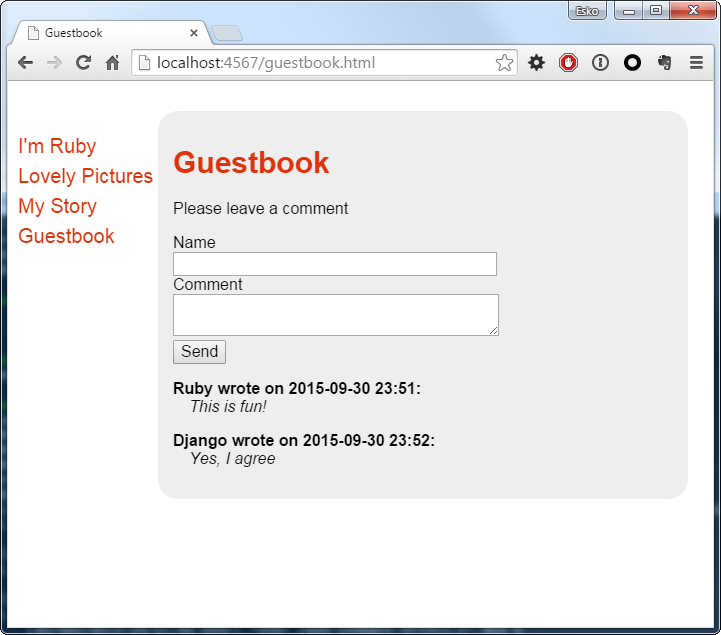 Esko
Guestbook
localhost:4567/guestbook.html
I'm Ruby
Lovely Pictures
My Story
Guestbook
Guestbook
Please leave a comment
Name
Comment
Send
Ruby wrote on 2015-09-30 23:51:
This is fun!
Django wrote on 2015-09-30 23:52:
Yes, I agree